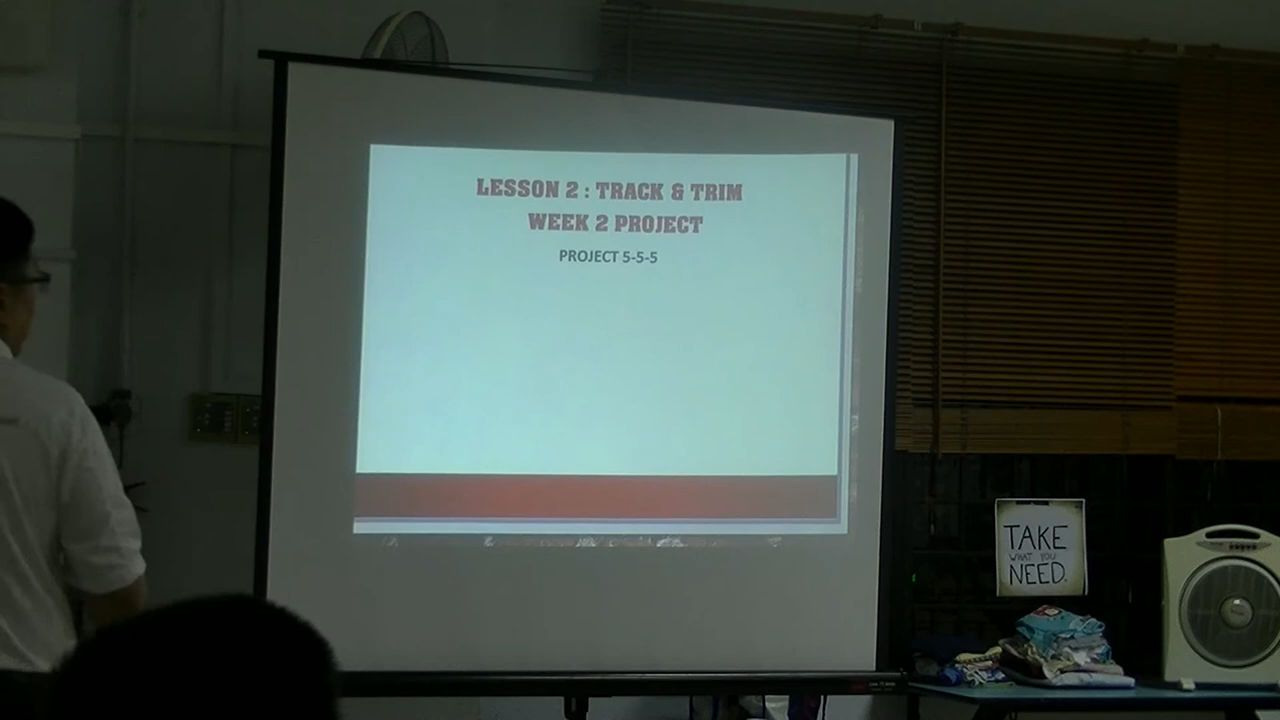 LESSON 2 : TRACK & TRIM
WEEK 2 PROJECT
PROJECT 5-5-5
TAKE
WHAT YOU
NEED.